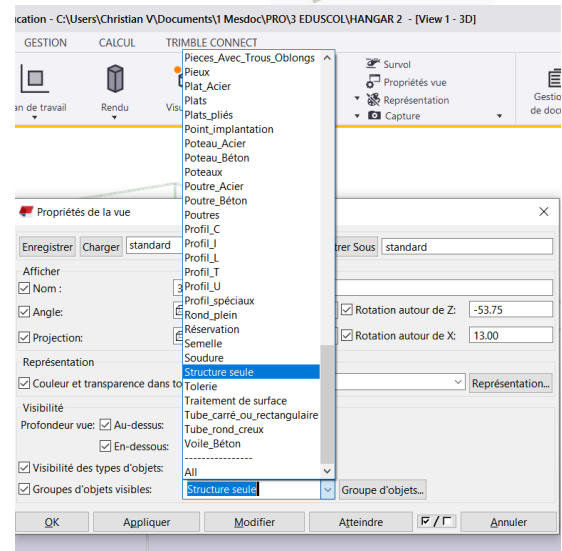 ucation - C:\Users\Christian V\Documents\1 Mesdoc\PRO\3 EDUSCOL\HANGAR 2 - [View 1 - 3D]
GESTION CALCUL TRIMBLE CONNECT
Pieces_Avec_Trous_Oblongs
Pieux
Plat_Acier
Plats
Plats_pliés
Point_implantation
Poteau_Acier
Poteau_Béton
Poteaux
Poutre_Acier
Poutre_Béton
Poutres
Profil_C
Profil_I
Profil_L
Profil_T
Profil_U
Profil_spéciaux
Rond_plein
Réservation
Semelle
Soudure
Structure seule
Tolerie
Traitement de surface
Tube_carré_ou_rectangulaire
Tube_rond_creux
Voile_Béton
---------------
All
Survol
Propriétés vue
Représentation
Capture
an de travail Rendu Visu
Gestio
de docu
Propriétés de la vue
Enregistrer Charger standard trer Sous standard
Afficher
Nom : 3
Angle: Rotation autour de Z: -53.75
Projection: Rotation autour de X: 13.00
Représentation
Couleur et transparence dans to Représentation...
Visibilité
Profondeur vue: Au-dessus:
En-dessous:
Visibilité des types d'objets:
Groupes d'objets visibles: Structure seule Groupe d'objets...
OK Appliquer Modifier Atteindre / Annuler